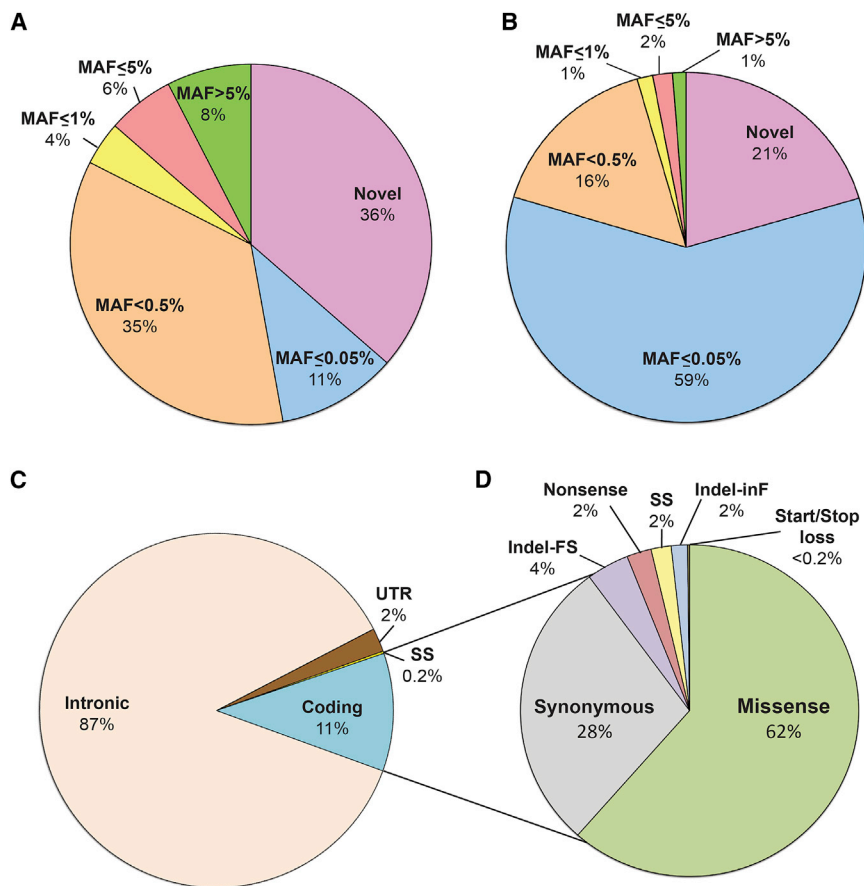 A
MAF≤5%
6%
MAF>5%
8%
MAF≤1%
4%
Novel
36%
MAF<0.5%
35%
MAF≤0.05%
11%
B
MAF≤5%
2%
MAF≤1%
1%
MAF>5%
1%
Novel
21%
MAF<0.5%
16%
MAF≤0.05%
59%
C
UTR
2%
SS
0.2%
Intronic
87%
Coding
11%
D
Nonsense
2%
SS
2%
Indel-inF
2%
Start/Stop
loss
<0.2%
Indel-FS
4%
Synonymous
28%
Missense
62%